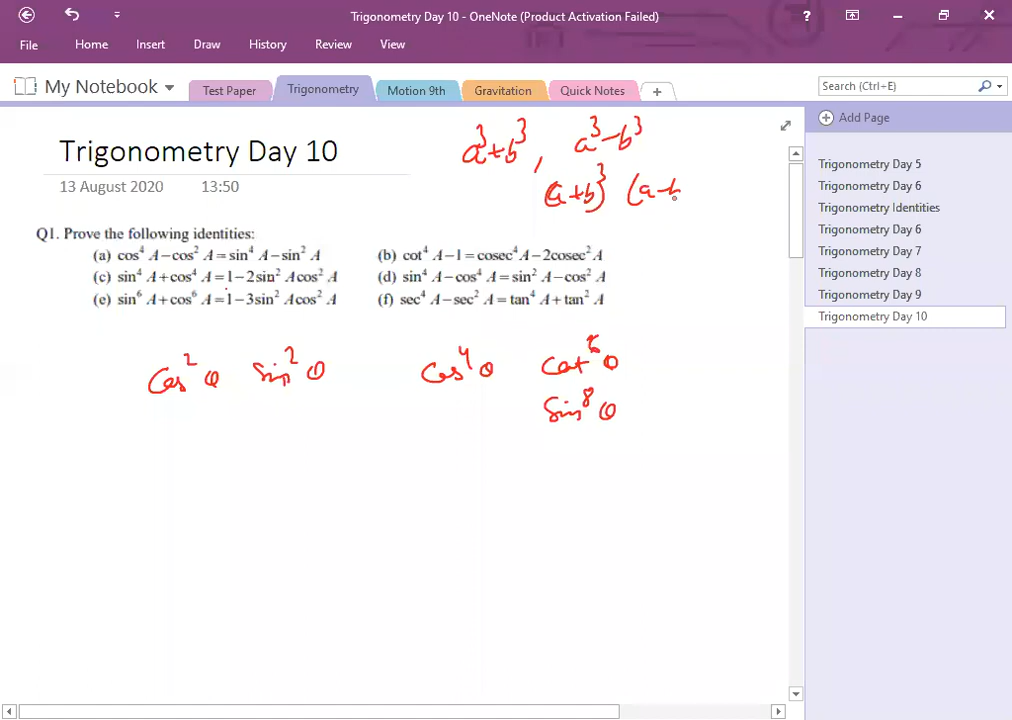 Trigonometry Day 10 - OneNote (Product Activation Failed)
?
File Home Insert Draw History Review View
My Notebook
Test Paper Trigonometry Motion 9th Gravitation Quick Notes +
Search (Ctrl+E)
Add Page
Trigonometry Day 5
Trigonometry Day 6
Trigonometry Identities
Trigonometry Day 6
Trigonometry Day 7
Trigonometry Day 8
Trigonometry Day 9
Trigonometry Day 10
Trigonometry Day 10
13 August 2020 13:50
a³+b³, a³-b³
(a+b)³ (a-b
Q1. Prove the following identities:
(a) cos⁴ A − cos² A = sin⁴ A − sin² A (b) cot⁴ A − 1 = cosec⁴ A − 2cosec² A
(c) sin⁴ A + cos⁴ A = 1 − 2sin² A cos² A (d) sin⁴ A − cos⁴ A = sin² A − cos² A
(e) sin⁶ A + cos⁶ A = 1 − 3sin² A cos² A (f) sec⁴ A − sec² A = tan⁴ A + tan² A
Cos²θ Sin²θ Cos⁴θ Cot⁶θ
Sin⁸θ